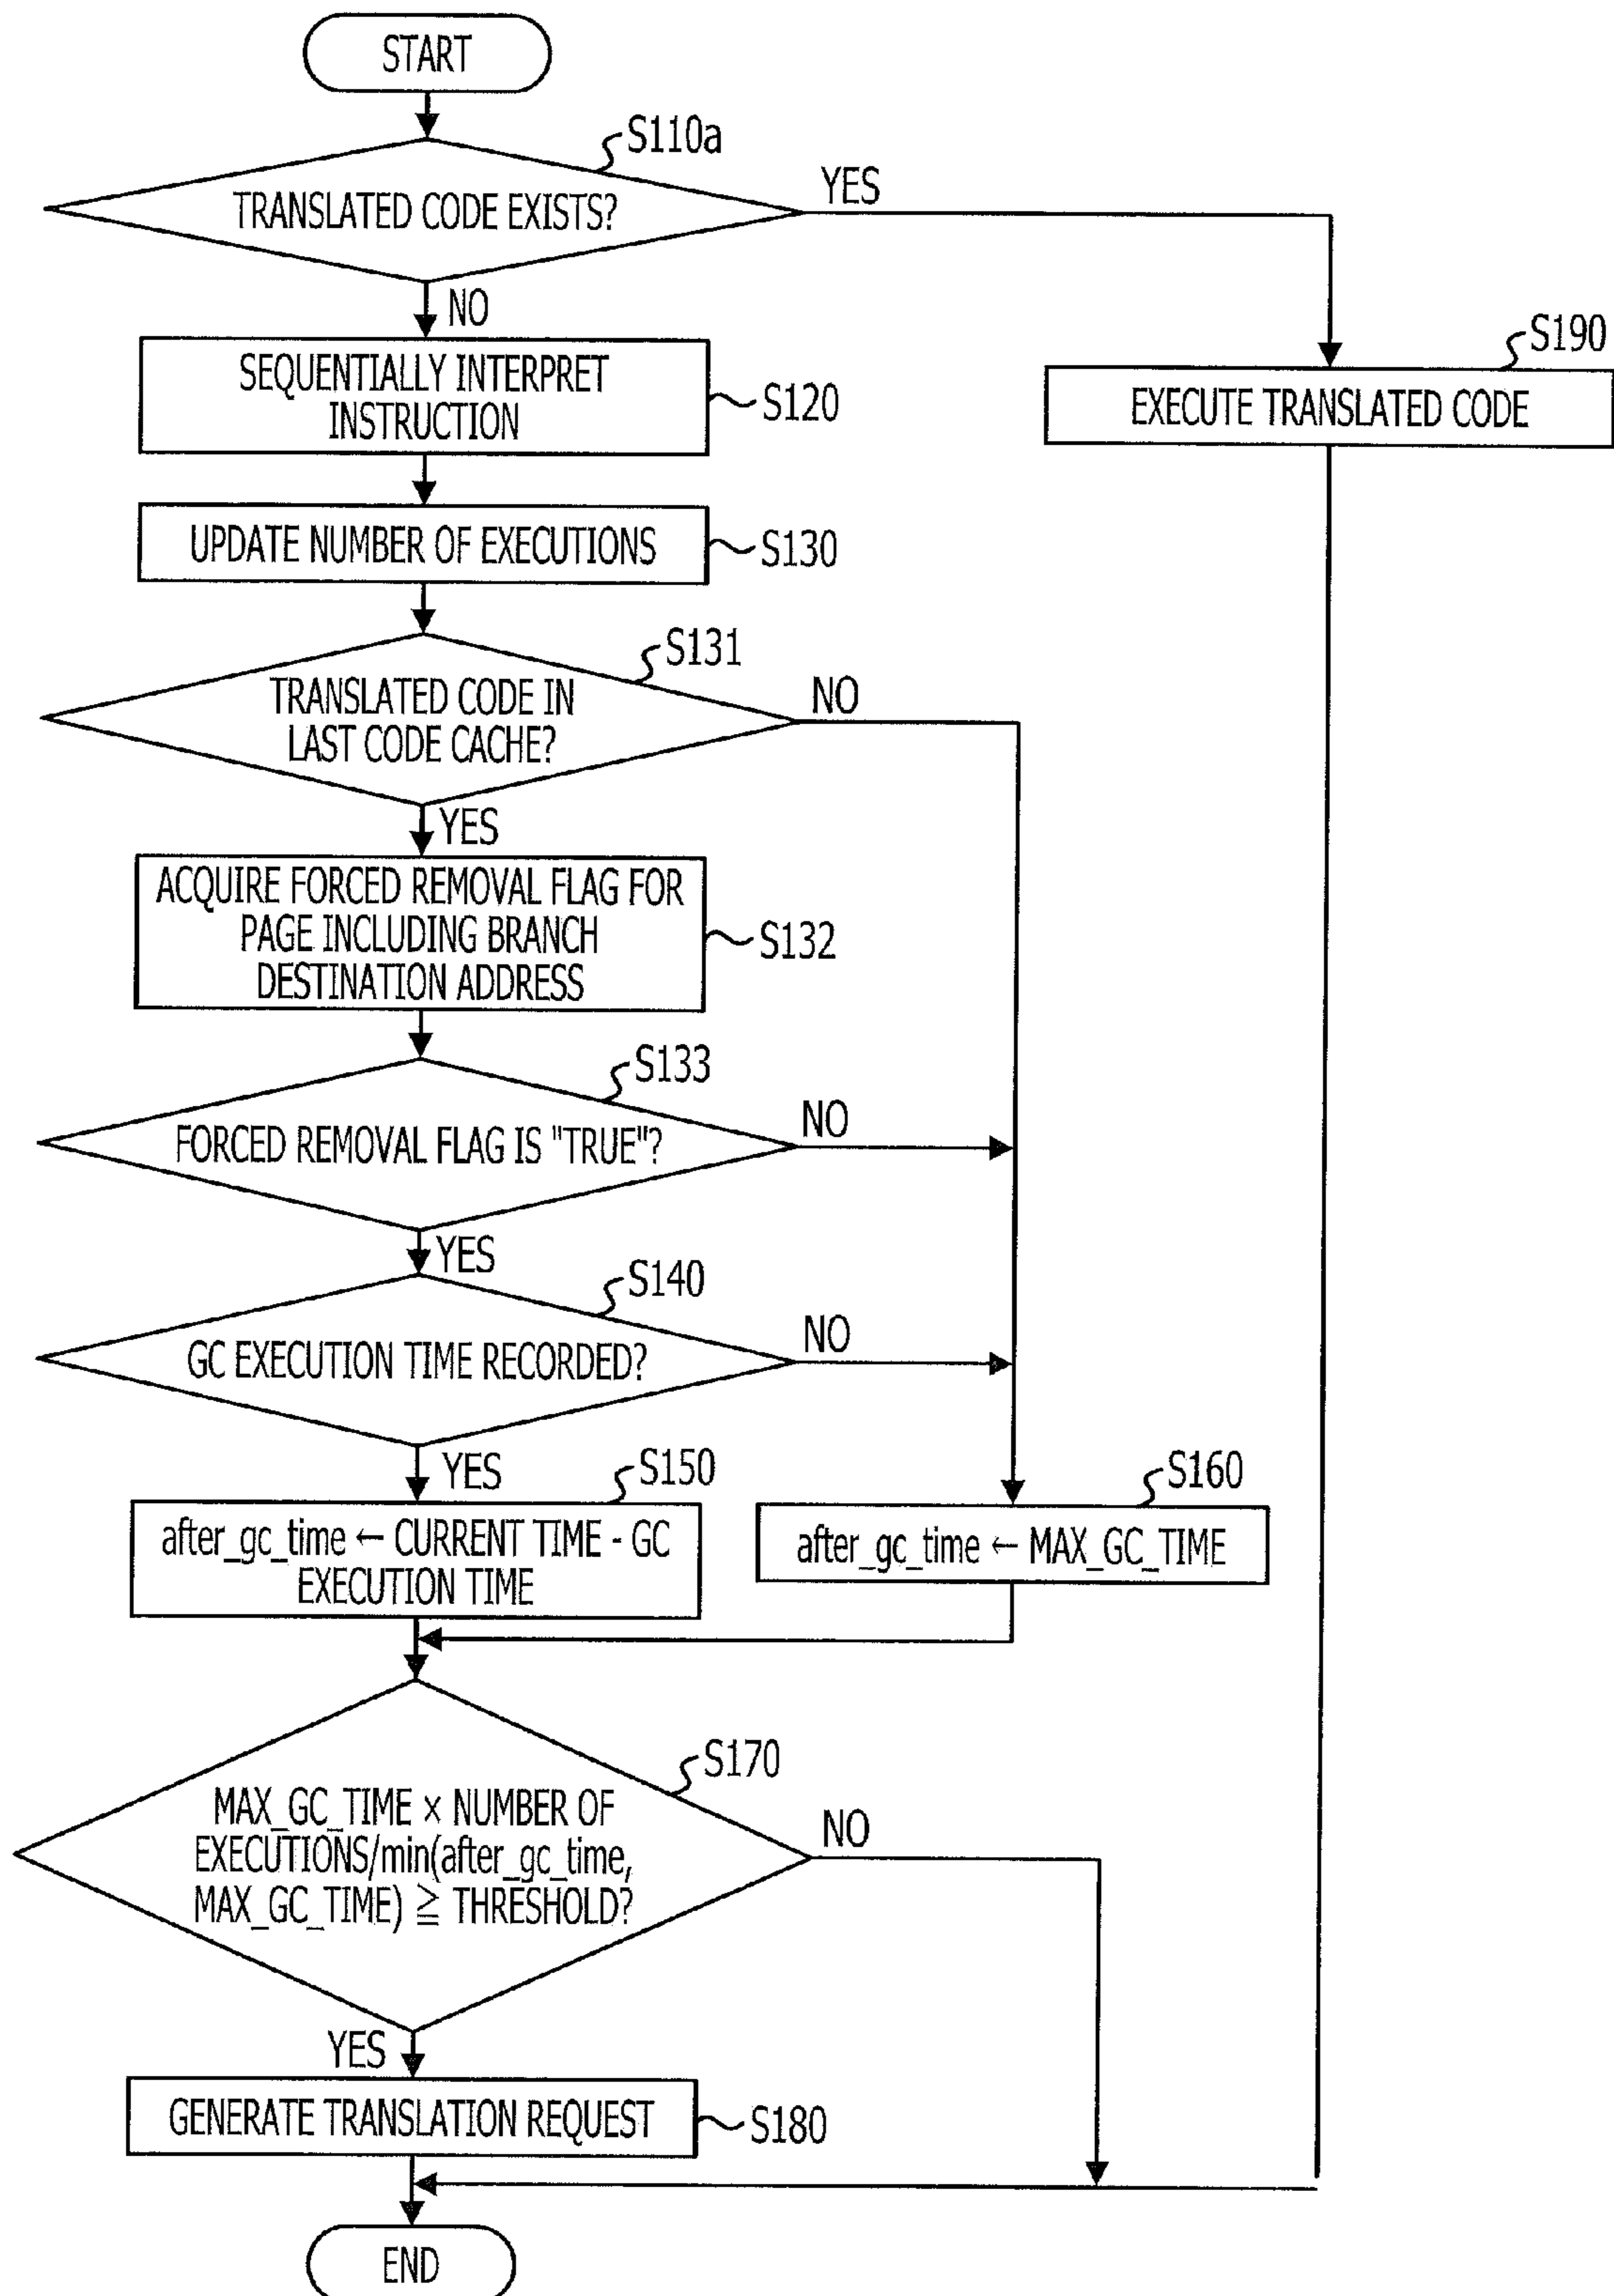 START
S110a
TRANSLATED CODE EXISTS?
YES
NO
SEQUENTIALLY INTERPRET
INSTRUCTION
S120
S190
EXECUTE TRANSLATED CODE
UPDATE NUMBER OF EXECUTIONS
S130
S131
TRANSLATED CODE IN
LAST CODE CACHE?
NO
YES
ACQUIRE FORCED REMOVAL FLAG FOR
PAGE INCLUDING BRANCH
DESTINATION ADDRESS
S132
S133
FORCED REMOVAL FLAG IS "TRUE"?
NO
YES
S140
GC EXECUTION TIME RECORDED?
NO
YES
S150
after_gc_time ← CURRENT TIME - GC
EXECUTION TIME
S160
after_gc_time ← MAX_GC_TIME
S170
MAX_GC_TIME × NUMBER OF
EXECUTIONS/min(after_gc_time,
MAX_GC_TIME) ≧ THRESHOLD?
NO
YES
GENERATE TRANSLATION REQUEST
S180
END